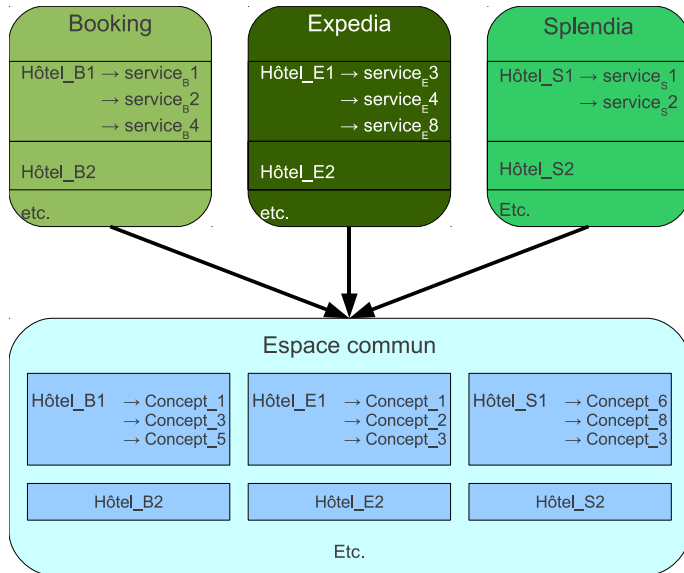 Booking
Hôtel_B1 → service_B1
→ service_B2
→ service_B4
Hôtel_B2
etc.
Expedia
Hôtel_E1 → service_E3
→ service_E4
→ service_E8
Hôtel_E2
etc.
Splendia
Hôtel_S1 → service_S1
→ service_S2
Hôtel_S2
Etc.
Espace commun
Hôtel_B1 → Concept_1
→ Concept_3
→ Concept_5
Hôtel_E1 → Concept_1
→ Concept_2
→ Concept_3
Hôtel_S1 → Concept_6
→ Concept_8
→ Concept_3
Hôtel_B2
Hôtel_E2
Hôtel_S2
Etc.